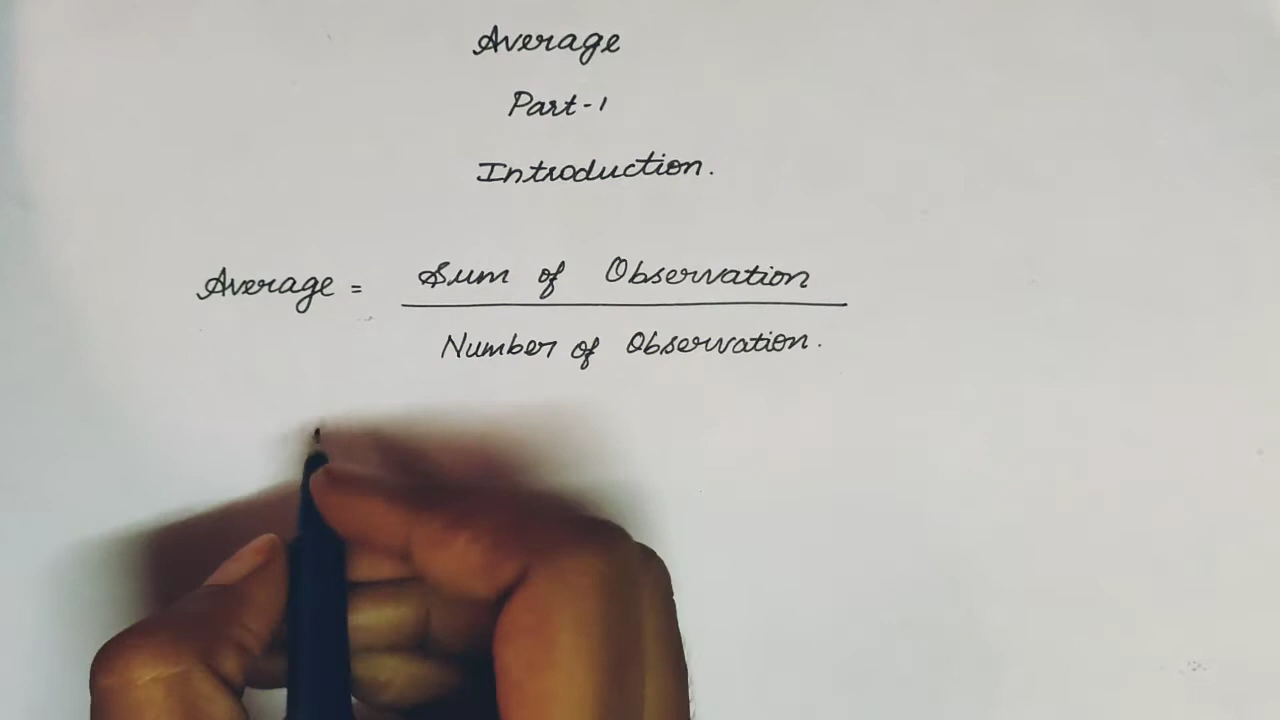 Average
Part-1
Introduction.
Average = Sum of Observation
Number of Observation.